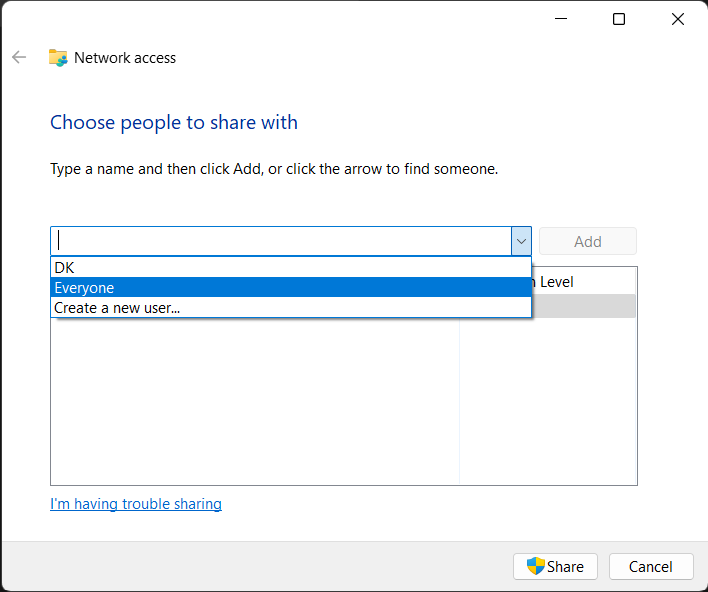 Network access
Choose people to share with
Type a name and then click Add, or click the arrow to find someone.
Add
DK
Everyone
Create a new user...
Level
I'm having trouble sharing
Share
Cancel